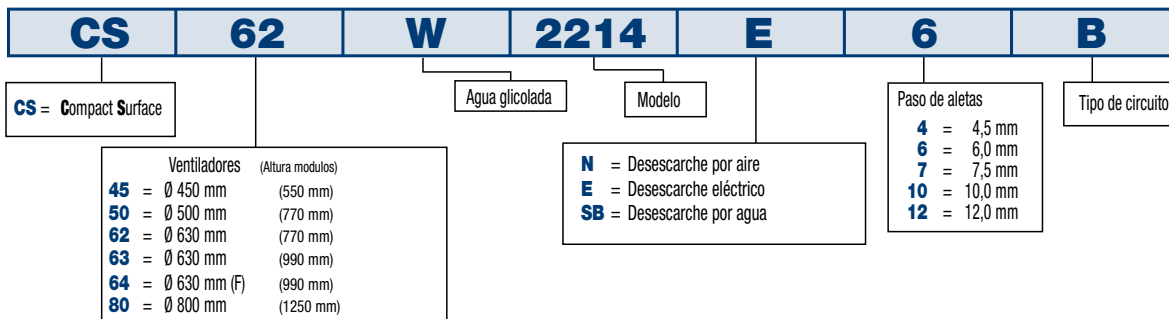 CS 62 W 2214 E 6 B
CS = Compact Surface
Agua glicolada
Modelo
Paso de aletas
4 = 4,5 mm
6 = 6,0 mm
7 = 7,5 mm
10 = 10,0 mm
12 = 12,0 mm
Tipo de circuito
Ventiladores (Altura modulos)
45 = Ø 450 mm (550 mm)
50 = Ø 500 mm (770 mm)
62 = Ø 630 mm (770 mm)
63 = Ø 630 mm (990 mm)
64 = Ø 630 mm (F) (990 mm)
80 = Ø 800 mm (1250 mm)
N = Desescarche por aire
E = Desescarche eléctrico
SB = Desescarche por agua